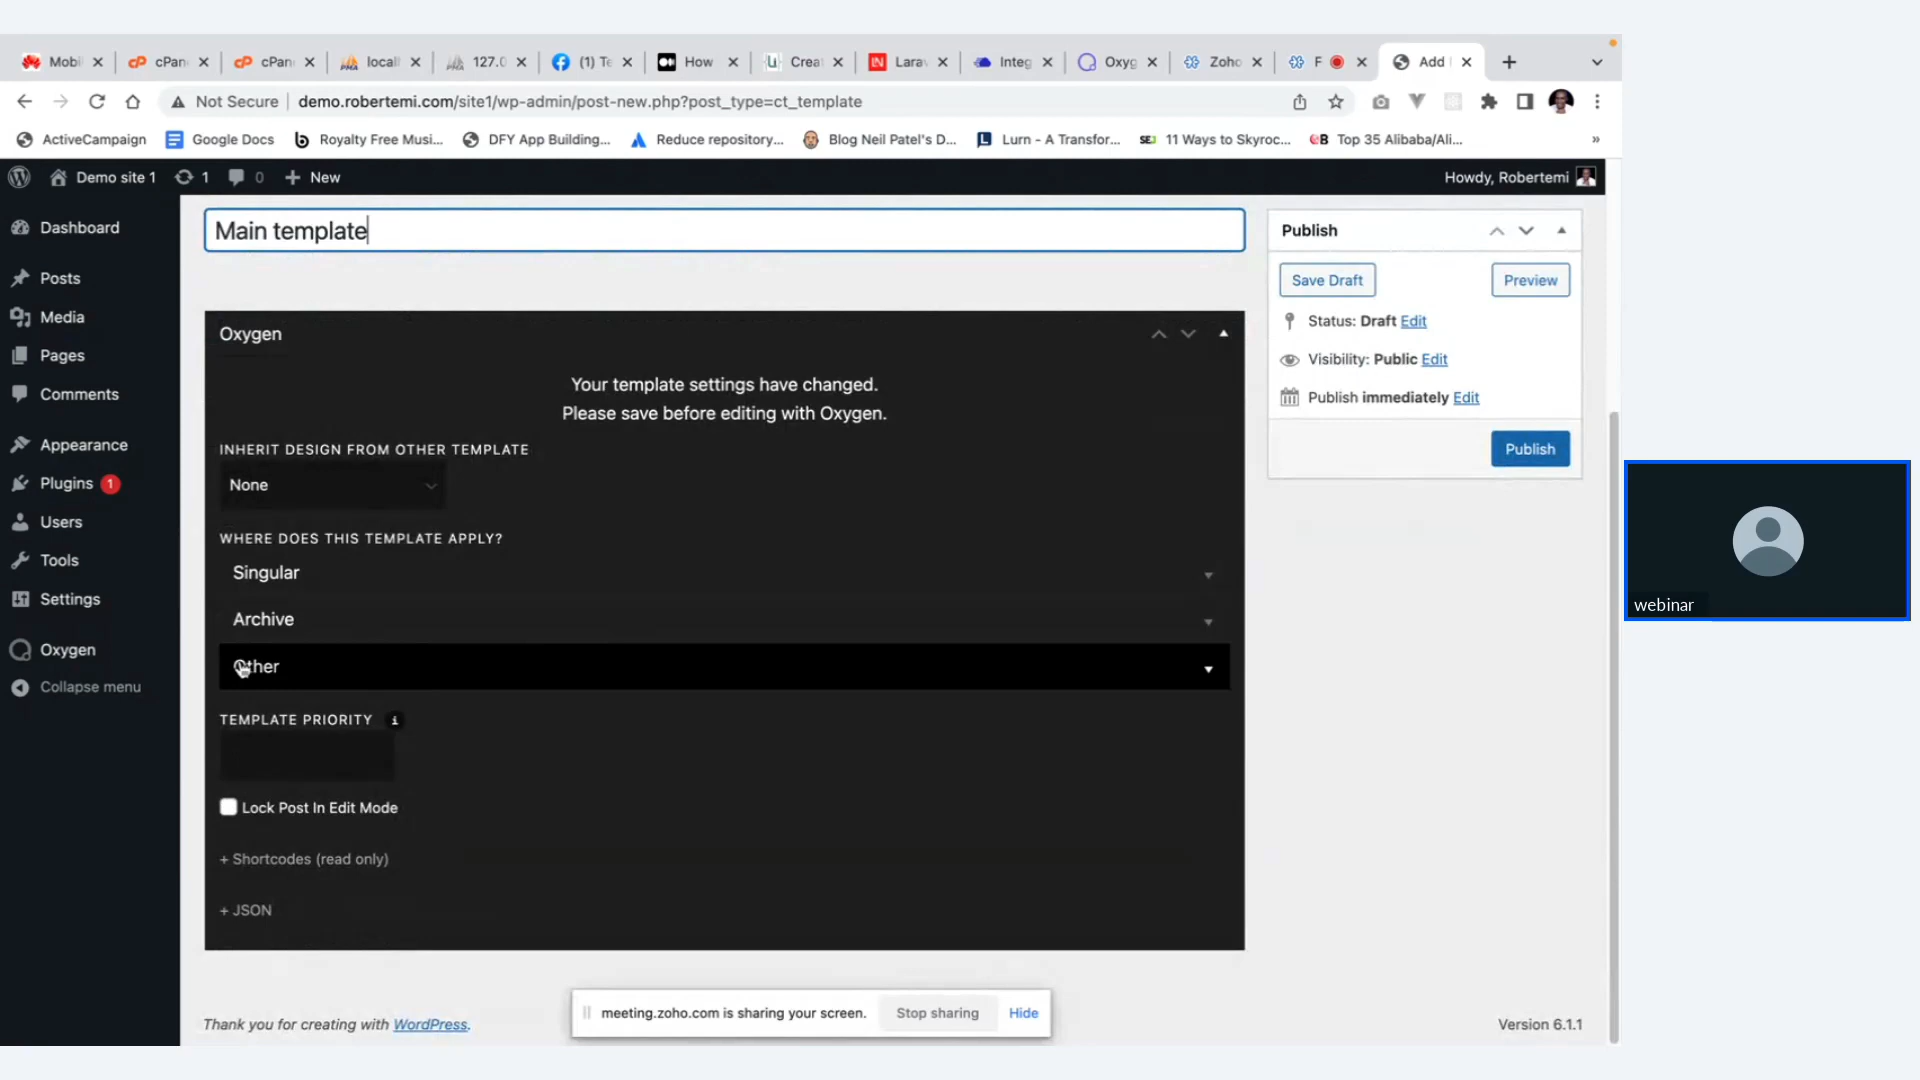 Mobi
cPan
cPan
locall
127.0
(1) Te
How
Crea
Larav
Integ
Oxyg
Zoho
F
Add
Not Secure
demo.robertemi.com/site1/wp-admin/post-new.php?post_type=ct_template
ActiveCampaign
Google Docs
Royalty Free Musi...
DFY App Building...
Reduce repository...
Blog Neil Patel's D...
Lurn - A Transfor...
11 Ways to Skyroc...
Top 35 Alibaba/Ali...
»
Demo site 1
1
0
New
Howdy, Robertemi
Dashboard
Posts
Media
Pages
Comments
Appearance
Plugins 1
Users
Tools
Settings
Oxygen
Collapse menu
Main template
Oxygen
Your template settings have changed.
Please save before editing with Oxygen.
INHERIT DESIGN FROM OTHER TEMPLATE
None
WHERE DOES THIS TEMPLATE APPLY?
Singular
Archive
Other
TEMPLATE PRIORITY i
Lock Post In Edit Mode
+ Shortcodes (read only)
+ JSON
Publish
Save Draft
Preview
Status: Draft Edit
Visibility: Public Edit
Publish immediately Edit
Publish
webinar
meeting.zoho.com is sharing your screen.
Stop sharing
Hide
Thank you for creating with WordPress.
Version 6.1.1